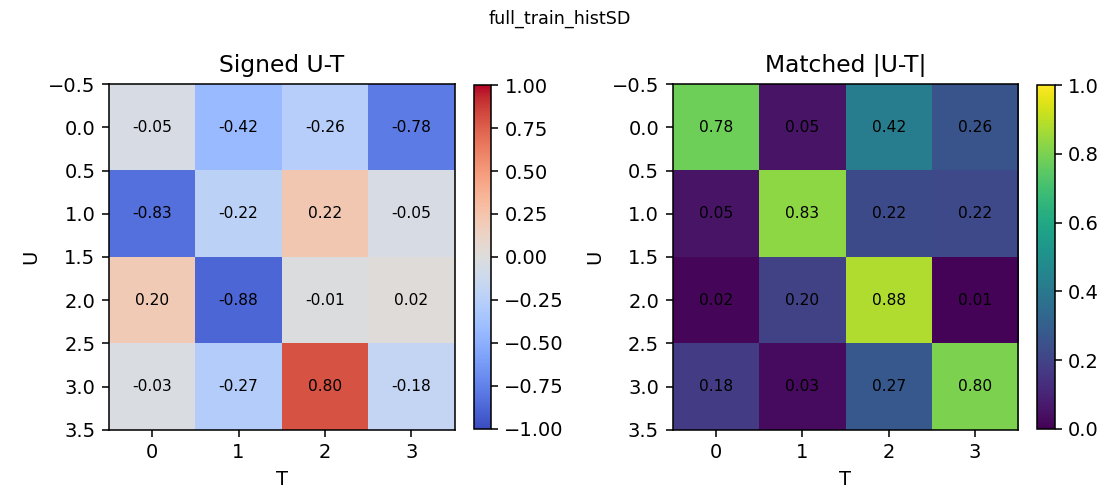 full_train_histSD
Signed U-T
Matched |U-T|
−0.5
0.0
0.5
1.0
1.5
2.0
2.5
3.0
3.5
U
-0.05 -0.42 -0.26 -0.78
-0.83 -0.22 0.22 -0.05
0.20 -0.88 -0.01 0.02
-0.03 -0.27 0.80 -0.18
0 1 2 3
T
1.00
0.75
0.50
0.25
0.00
−0.25
−0.50
−0.75
−1.00
−0.5
0.0
0.5
1.0
1.5
2.0
2.5
3.0
3.5
U
0.78 0.05 0.42 0.26
0.05 0.83 0.22 0.22
0.02 0.20 0.88 0.01
0.18 0.03 0.27 0.80
0 1 2 3
T
1.0
0.8
0.6
0.4
0.2
0.0